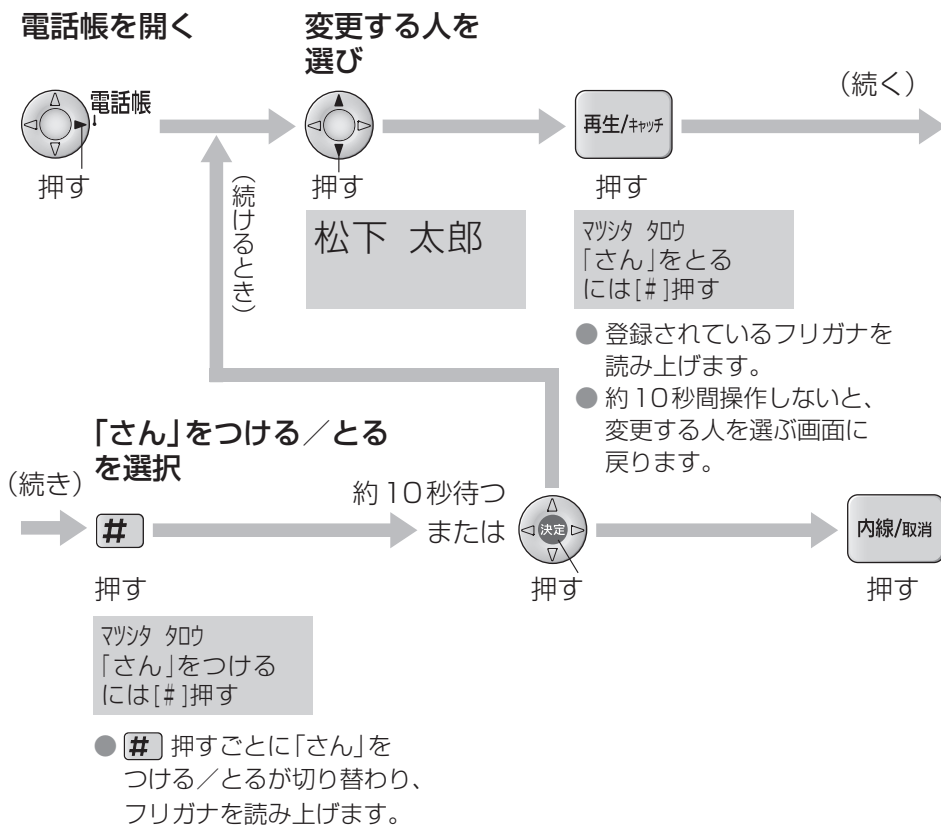 電話帳を開く
変更する人を
選び
電話帳
押す
(続けるとき)
押す
松下 太郎
再生/キャッチ
押す
(続く)
マツシタ タロウ
「さん」をとる
には[#]押す
● 登録されているフリガナを
読み上げます。
● 約10秒間操作しないと、
変更する人を選ぶ画面に
戻ります。
(続き)
「さん」をつける/とる
を選択
#
押す
マツシタ タロウ
「さん」をつける
には[#]押す
● # 押すごとに「さん」を
つける/とるが切り替わり、
フリガナを読み上げます。
約10秒待つ
または
決定
押す
内線/取消
押す